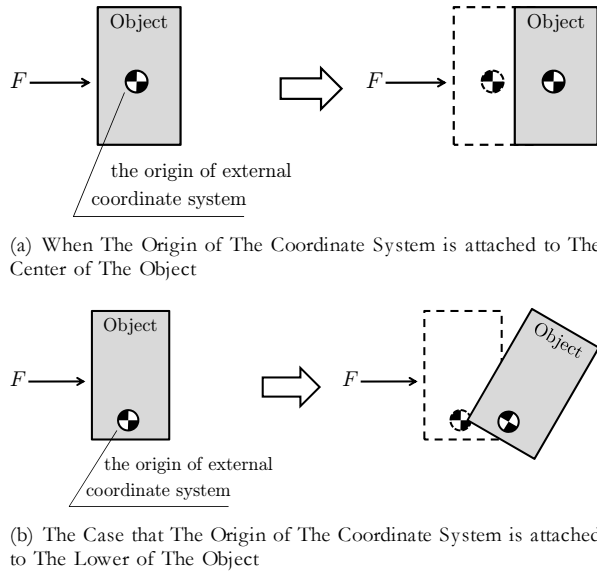 Object
Object
F
F
the origin of external
coordinate system
(a) When The Origin of The Coordinate System is attached to The
Center of The Object
Object
Object
F
F
the origin of external
coordinate system
(b) The Case that The Origin of The Coordinate System is attached
to The Lower of The Object